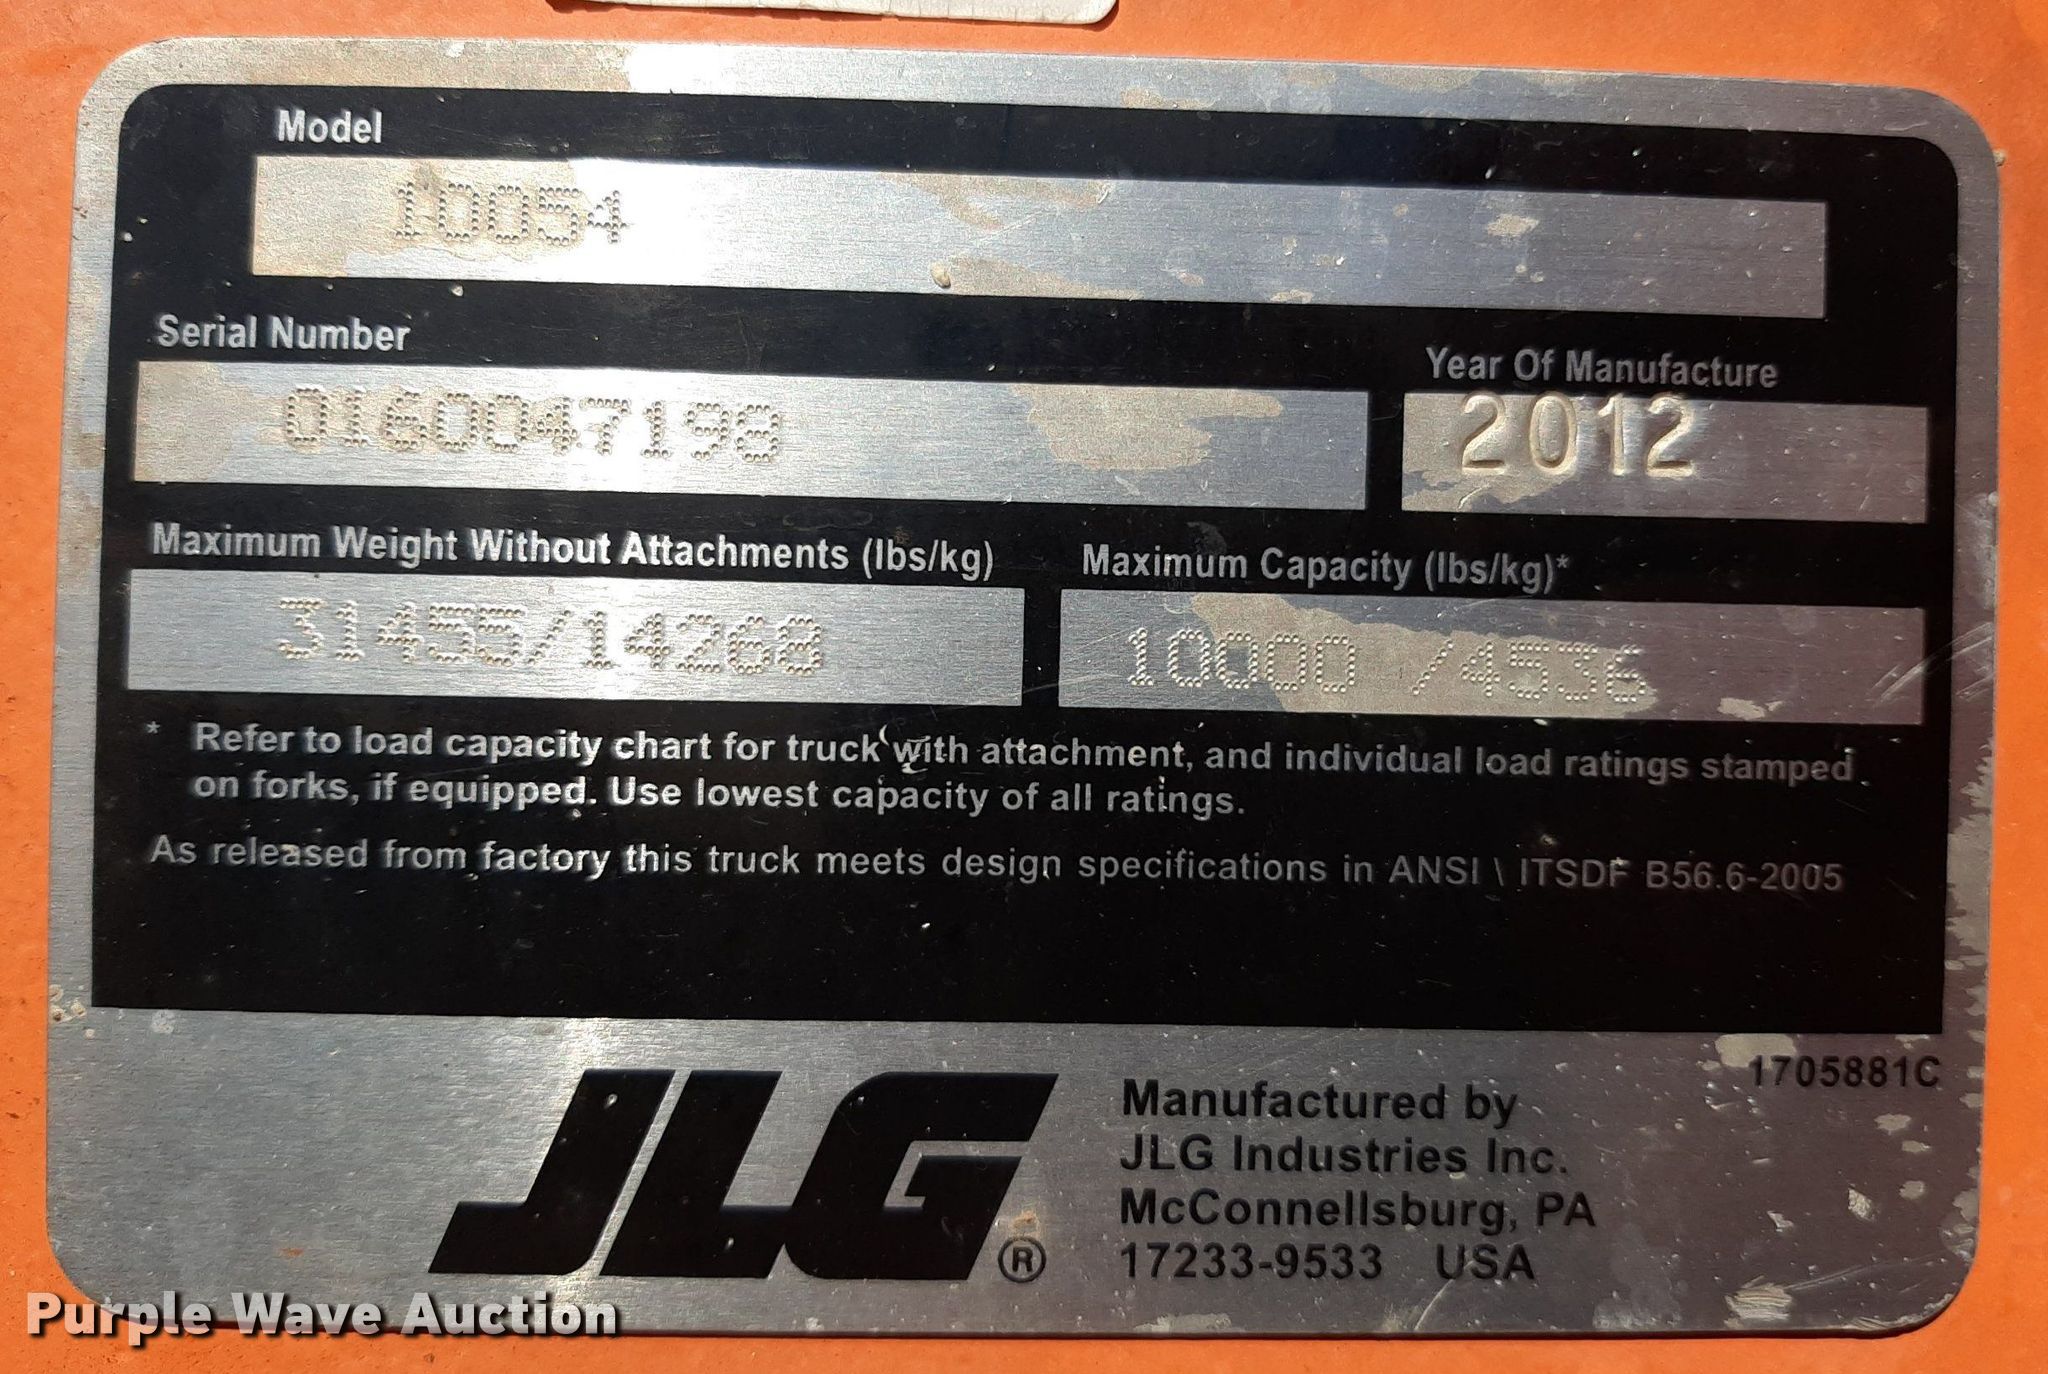 Model
10054
Serial Number
0160047198
Year Of Manufacture
2012
Maximum Weight Without Attachments (lbs/kg)
31455/14268
Maximum Capacity (lbs/kg)*
10000 /4536
* Refer to load capacity chart for truck with attachment, and individual load ratings stamped
on forks, if equipped. Use lowest capacity of all ratings.
As released from factory this truck meets design specifications in ANSI \ ITSDF B56.6-2005
1705881C
JLG®
Manufactured by
JLG Industries Inc.
McConnellsburg, PA
17233-9533 USA
Purple Wave Auction